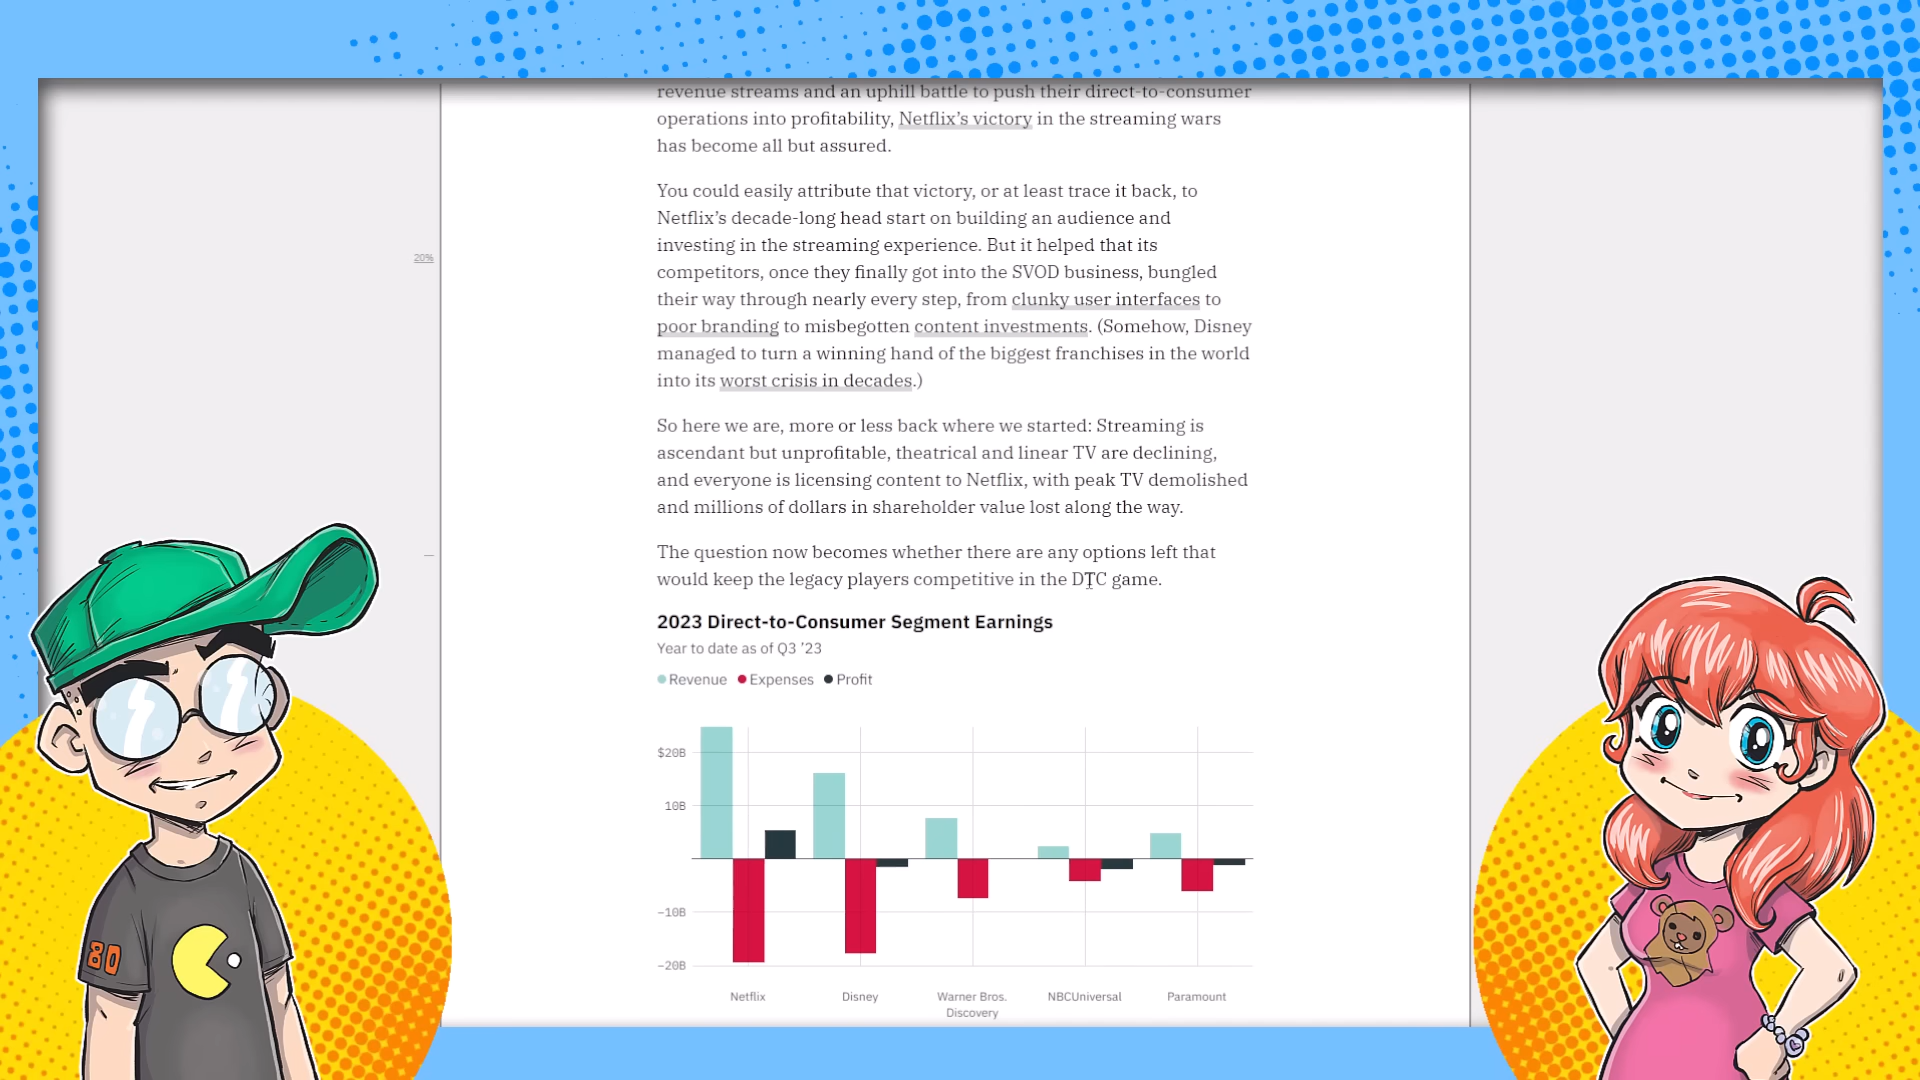 revenue streams and an uphill battle to push their direct-to-consumer
operations into profitability, Netflix’s victory in the streaming wars
has become all but assured.
You could easily attribute that victory, or at least trace it back, to
Netflix’s decade-long head start on building an audience and
investing in the streaming experience. But it helped that its
competitors, once they finally got into the SVOD business, bungled
their way through nearly every step, from clunky user interfaces to
poor branding to misbegotten content investments. (Somehow, Disney
managed to turn a winning hand of the biggest franchises in the world
into its worst crisis in decades.)
So here we are, more or less back where we started: Streaming is
ascendant but unprofitable, theatrical and linear TV are declining,
and everyone is licensing content to Netflix, with peak TV demolished
and millions of dollars in shareholder value lost along the way.
The question now becomes whether there are any options left that
would keep the legacy players competitive in the DTC game.
2023 Direct-to-Consumer Segment Earnings
Year to date as of Q3 ’23
Revenue Expenses Profit
$20B
10B
−10B
−20B
Netflix Disney Warner Bros. Discovery NBCUniversal Paramount
20%
80